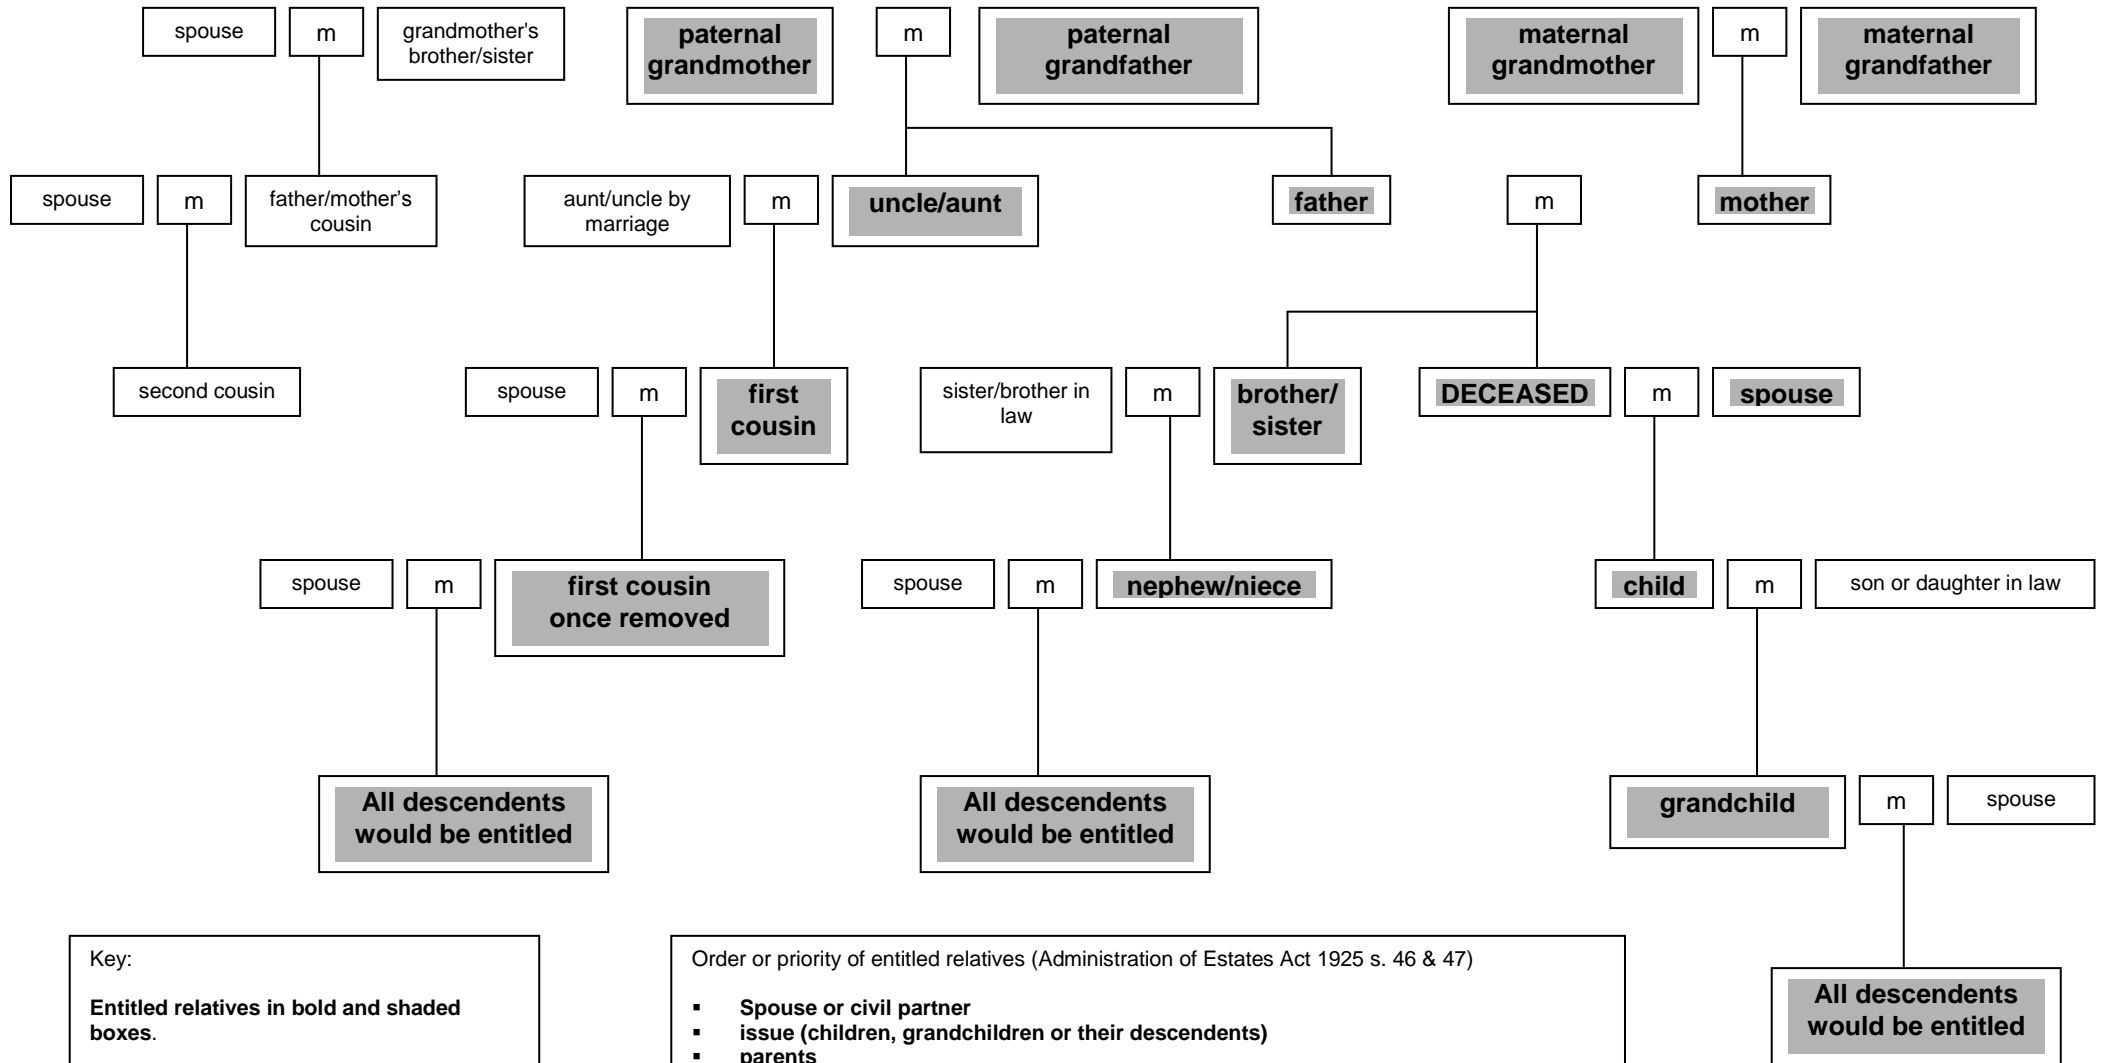 spouse
m
grandmother's
brother/sister
paternal
grandmother
m
paternal
grandfather
maternal
grandmother
m
maternal
grandfather
spouse
m
father/mother’s
cousin
aunt/uncle by
marriage
m
uncle/aunt
father
m
mother
second cousin
spouse
m
first
cousin
sister/brother in
law
m
brother/
sister
DECEASED
m
spouse
spouse
m
first cousin
once removed
spouse
m
nephew/niece
child
m
son or daughter in law
All descendents
would be entitled
All descendents
would be entitled
grandchild
m
spouse
Key:
Entitled relatives in bold and shaded
boxes.
Order or priority of entitled relatives (Administration of Estates Act 1925 s. 46 & 47)
▪ Spouse or civil partner
▪ issue (children, grandchildren or their descendents)
▪ parents
All descendents
would be entitled